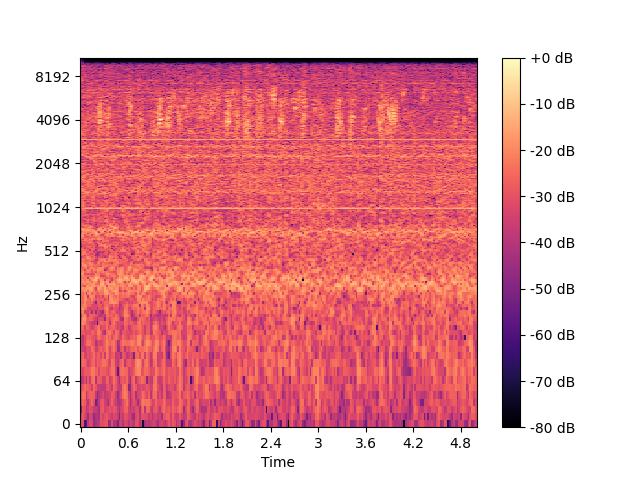 8192
4096
2048
1024
512
256
128
64
0
Hz
0 0.6 1.2 1.8 2.4 3 3.6 4.2 4.8
Time
+0 dB
-10 dB
-20 dB
-30 dB
-40 dB
-50 dB
-60 dB
-70 dB
-80 dB